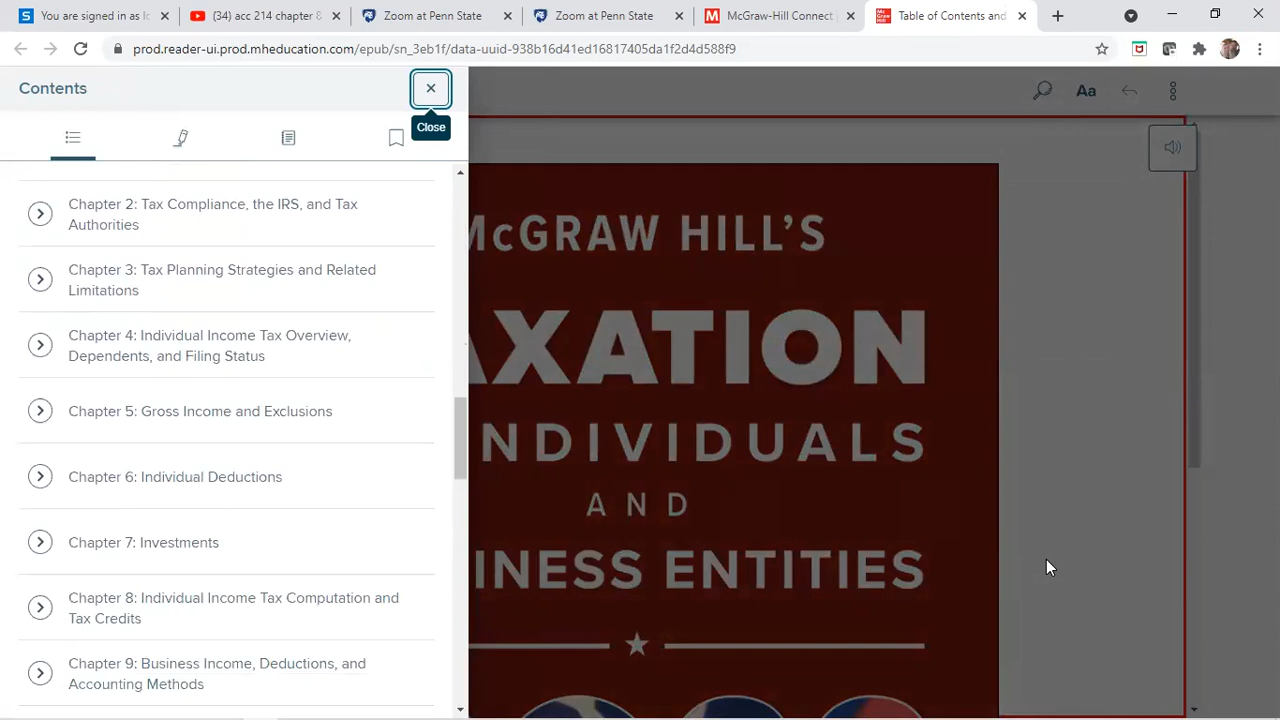 You are signed in as Ic
(34) acc 214 chapter 8
Zoom at Penn State
Zoom at Penn State
McGraw-Hill Connect
Table of Contents and
prod.reader-ui.prod.mheducation.com/epub/sn_3eb1f/data-uuid-938b16d41ed16817405da1f2d4d588f9
Contents
Aa
Close
Chapter 2: Tax Compliance, the IRS, and Tax
Authorities
Chapter 3: Tax Planning Strategies and Related
Limitations
Chapter 4: Individual Income Tax Overview,
Dependents, and Filing Status
Chapter 5: Gross Income and Exclusions
Chapter 6: Individual Deductions
Chapter 7: Investments
Chapter 8: Individual Income Tax Computation and
Tax Credits
Chapter 9: Business Income, Deductions, and
Accounting Methods
McGRAW HILL'S
AXATION
INDIVIDUALS
AND
INESS ENTITIES